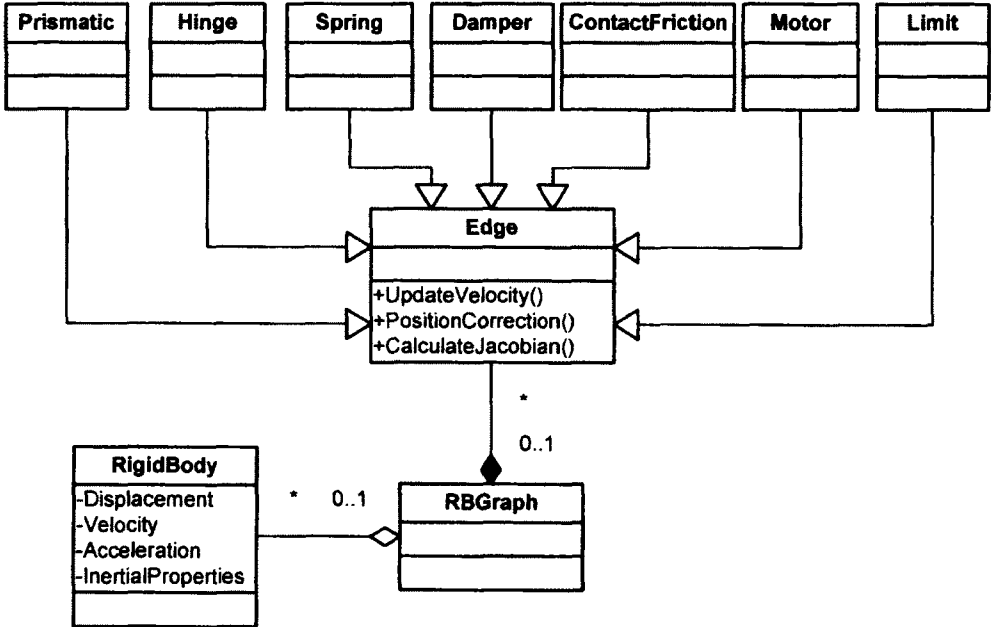 Prismatic
Hinge
Spring
Damper
ContactFriction
Motor
Limit
Edge
+UpdateVelocity()
+PositionCorrection()
+CalculateJacobian()
*
0..1
RigidBody
-Displacement
-Velocity
-Acceleration
-InertialProperties
* 0..1
RBGraph